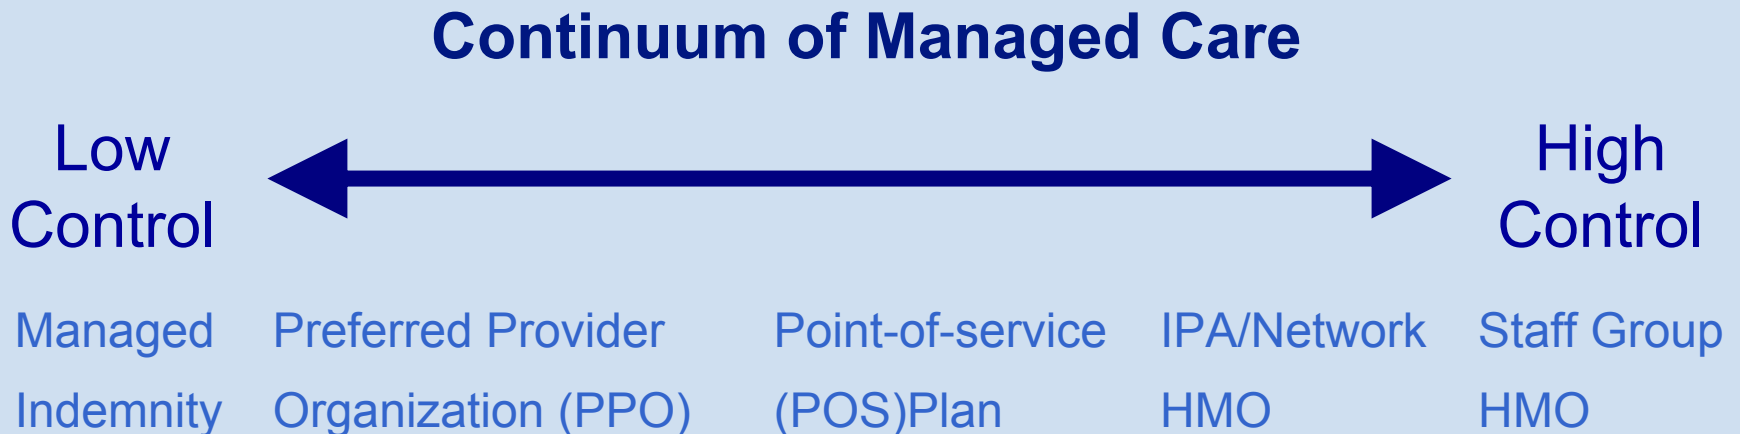 Continuum of Managed Care
Low
Control
High
Control
Managed
Indemnity
Preferred Provider
Organization (PPO)
Point-of-service
(POS)Plan
IPA/Network
HMO
Staff Group
HMO